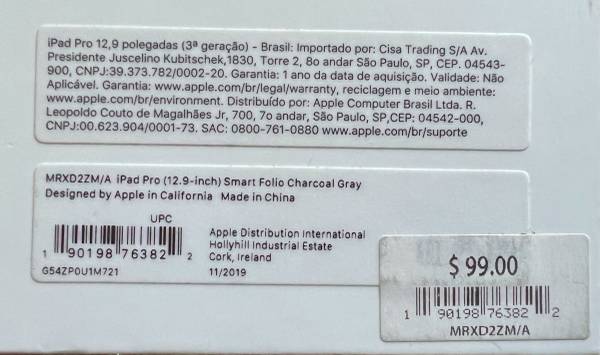 iPad Pro 12,9 polegadas (3ª geração) - Brasil: Importado por: Cisa Trading S/A Av.
Presidente Juscelino Kubitschek,1830, Torre 2, 8o andar São Paulo, SP, CEP. 04543-
900, CNPJ:39.373.782/0002-20. Garantia: 1 ano da data de aquisição. Validade: Não
Aplicável. Garantia: www.apple.com/br/legal/warranty, reciclagem e meio ambiente:
www.apple.com/br/environment. Distribuído por: Apple Computer Brasil Ltda. R.
Leopoldo Couto de Magalhães Jr, 700, 7o andar, São Paulo, SP,CEP: 04542-000,
CNPJ:00.623.904/0001-73. SAC: 0800-761-0880 www.apple.com/br/suporte
MRXD2ZM/A iPad Pro (12.9-inch) Smart Folio Charcoal Gray
Designed by Apple in California Made in China
UPC
1 90198 76382 2
G54ZP0U1M721
Apple Distribution International
Hollyhill Industrial Estate
Cork, Ireland
11/2019
$ 99.00
1 90198 76382 2
MRXD2ZM/A